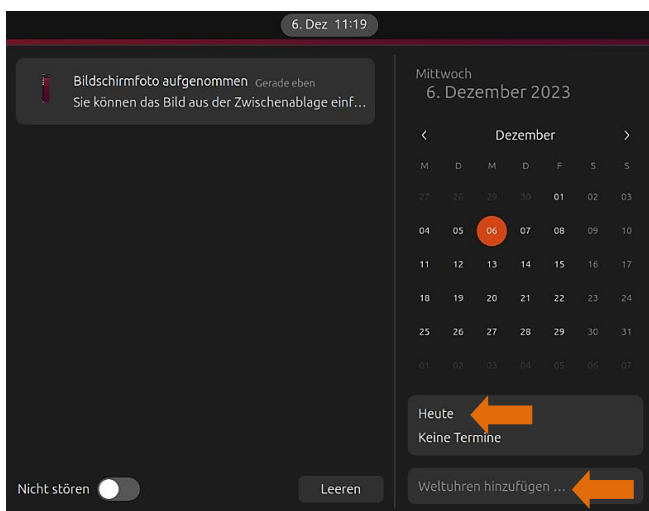 6. Dez 11:19
Bildschirmfoto aufgenommen Gerade eben
Sie können das Bild aus der Zwischenablage einf...
Nicht stören
Leeren
Mittwoch
6. Dezember 2023
‹ Dezember ›
M D M D F S S
27 28 29 30 01 02 03
04 05 06 07 08 09 10
11 12 13 14 15 16 17
18 19 20 21 22 23 24
25 26 27 28 29 30 31
01 02 03 04 05 06 07
Heute
Keine Termine
Weltuhren hinzufügen ...